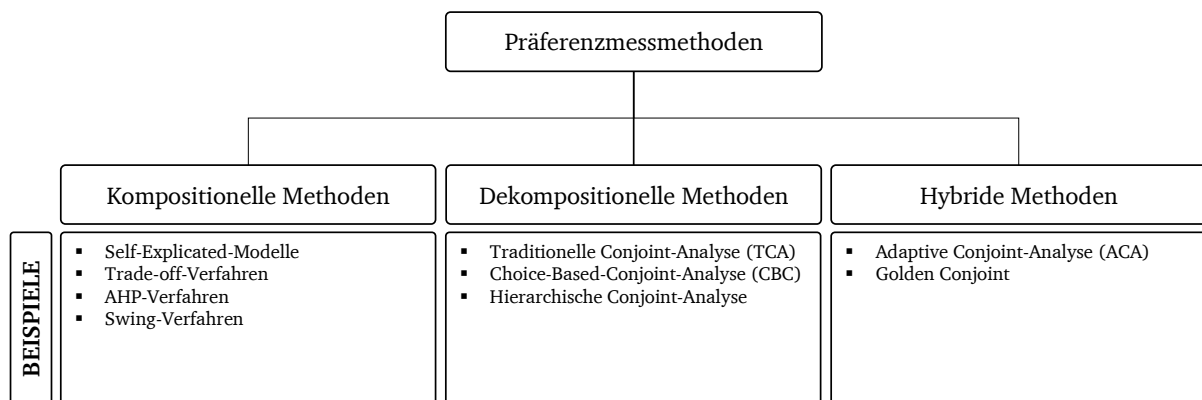 Präferenzmessmethoden
Kompositionelle Methoden
Dekompositionelle Methoden
Hybride Methoden
BEISPIELE
▪ Self-Explicated-Modelle
▪ Trade-off-Verfahren
▪ AHP-Verfahren
▪ Swing-Verfahren
▪ Traditionelle Conjoint-Analyse (TCA)
▪ Choice-Based-Conjoint-Analyse (CBC)
▪ Hierarchische Conjoint-Analyse
▪ Adaptive Conjoint-Analyse (ACA)
▪ Golden Conjoint